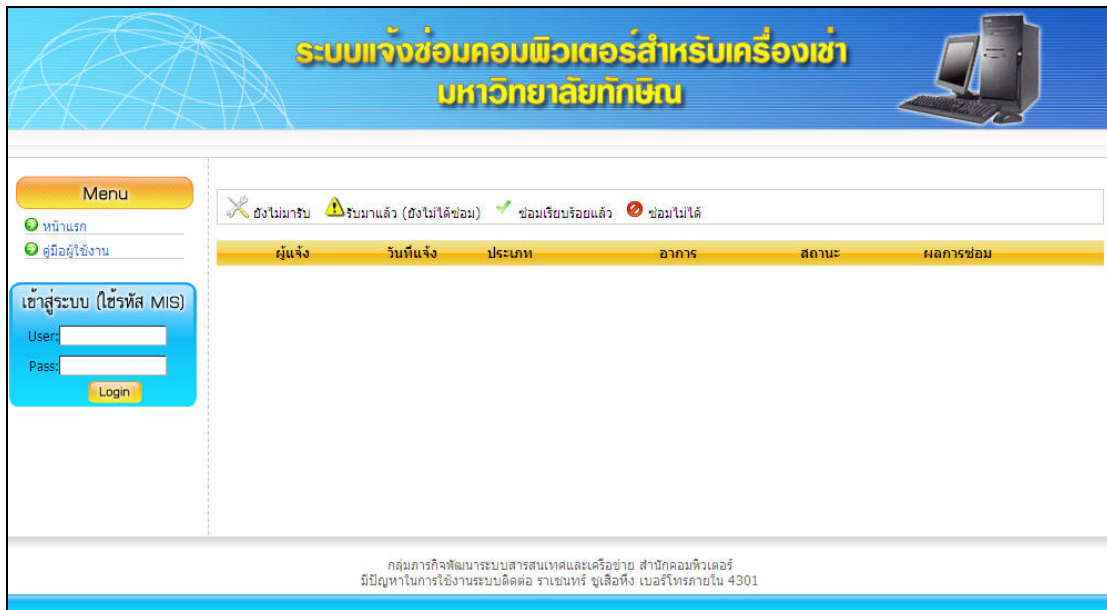 ระบบแจ้งซ่อมคอมพิวเตอร์สำหรับเครื่องเช่า
มหาวิทยาลัยทักษิณ
Menu
หน้าแรก
คู่มือผู้ใช้งาน
เข้าสู่ระบบ (ใช้รหัส MIS)
User:
Pass:
Login
ยังไม่มารับ รับมาแล้ว (ยังไม่ได้ซ่อม) ซ่อมเรียบร้อยแล้ว ซ่อมไม่ได้
ผู้แจ้ง วันที่แจ้ง ประเภท อาการ สถานะ ผลการซ่อม
กลุ่มภารกิจพัฒนาระบบสารสนเทศและเครือข่าย สำนักคอมพิวเตอร์
มีปัญหาในการใช้งานระบบติดต่อ ราเชนทร์ ชูเสือหึง เบอร์โทรภายใน 4301